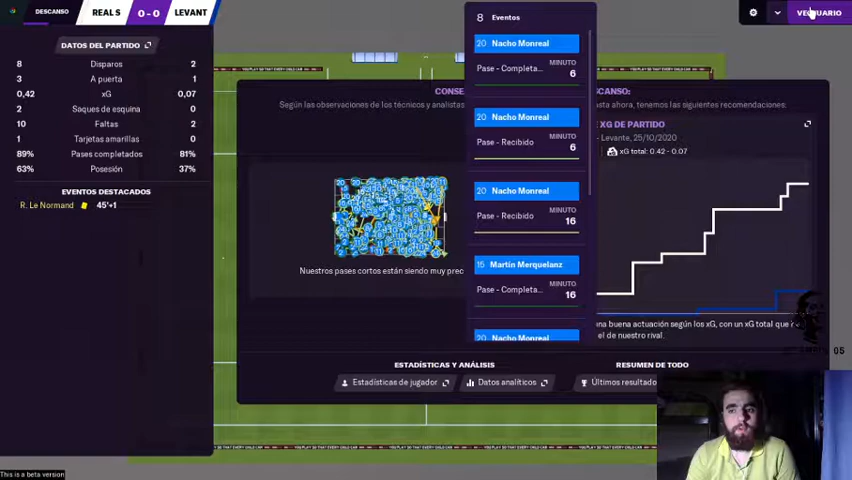 DESCANSO
REAL S
0 - 0
LEVANT
VESTUARIO
DATOS DEL PARTIDO
8 Disparos 2
3 A puerta 1
0,42 xG 0,07
2 Saques de esquina 0
10 Faltas 2
1 Tarjetas amarillas 0
89% Pases completados 81%
63% Posesión 37%
EVENTOS DESTACADOS
R. Le Normand 45'+1
8 Eventos
20 Nacho Monreal
Pase - Completa... MINUTO 6
20 Nacho Monreal
Pase - Recibido MINUTO 6
20 Nacho Monreal
Pase - Recibido MINUTO 16
15 Martín Merquelanz
Pase - Completa... MINUTO 16
20 Nacho Monreal
CONSE
ESCANSO:
Según las observaciones de los técnicos y analistas
sta ahora, tenemos las siguientes recomendaciones.
Nuestros pases cortos están siendo muy prec
E XG DE PARTIDO
- Levante, 25/10/2020
xG total: 0.42 - 0.07
na buena actuación según los xG, con un xG total que
el de nuestro rival.
05
ESTADÍSTICAS Y ANÁLISIS
RESUMEN DE TODO
Estadísticas de jugador
Datos analíticos
Últimos resultado
This is a beta version